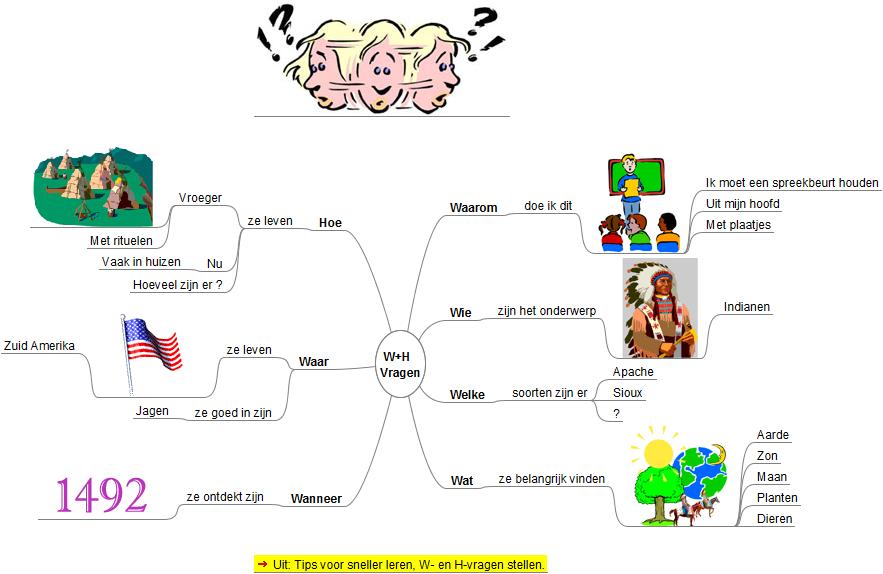 W+H
Vragen
Waarom
doe ik dit
Ik moet een spreekbeurt houden
Uit mijn hoofd
Met plaatjes
Wie
zijn het onderwerp
Indianen
Welke
soorten zijn er
Apache
Sioux
?
Wat
ze belangrijk vinden
Aarde
Zon
Maan
Planten
Dieren
Hoe
ze leven
Vroeger
Met rituelen
Nu
Vaak in huizen
Hoeveel zijn er ?
Waar
ze leven
Zuid Amerika
ze goed in zijn
Jagen
Wanneer
ze ontdekt zijn
1492
➔ Uit: Tips voor sneller leren, W- en H-vragen stellen.